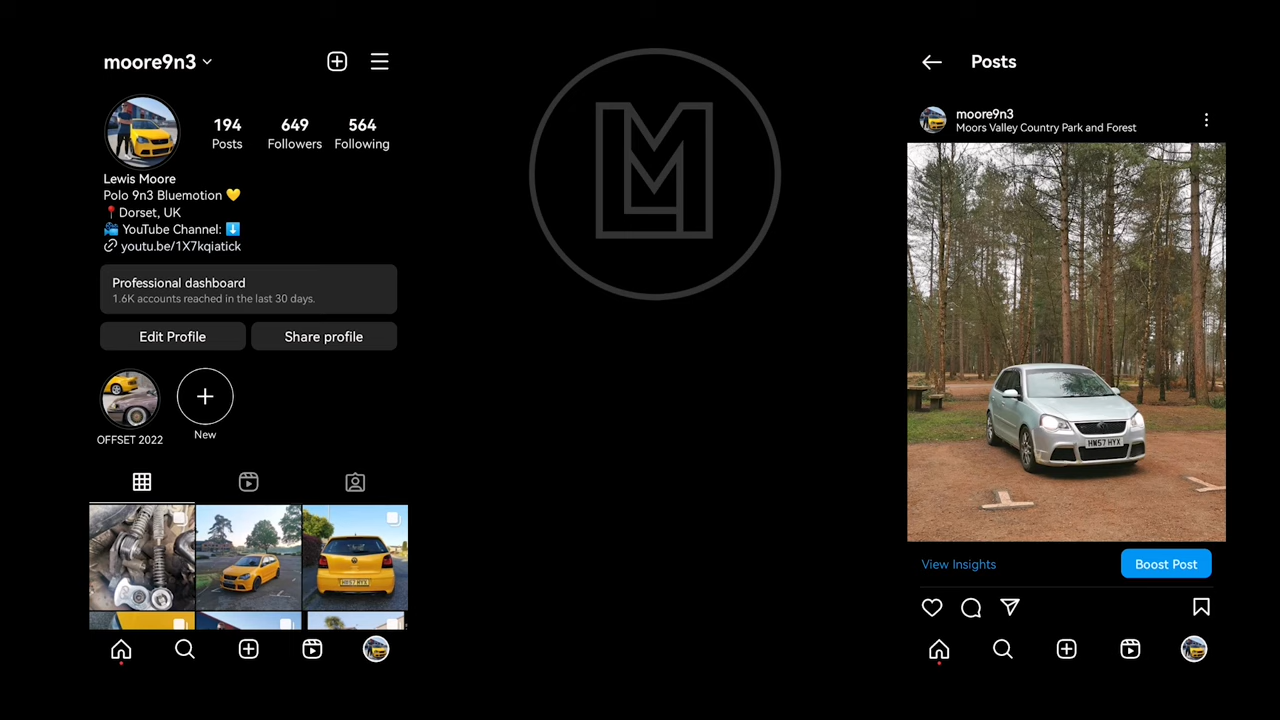 moore9n3
194 649 564
Posts Followers Following
Lewis Moore
Polo 9n3 Bluemotion 💛
📍Dorset, UK
🎥 YouTube Channel: ⬇️
youtu.be/1X7kqiatick
Professional dashboard
1.6K accounts reached in the last 30 days.
Edit Profile Share profile
OFFSET 2022 New
LM
Posts
moore9n3
Moors Valley Country Park and Forest
HW57 HYX
View Insights Boost Post